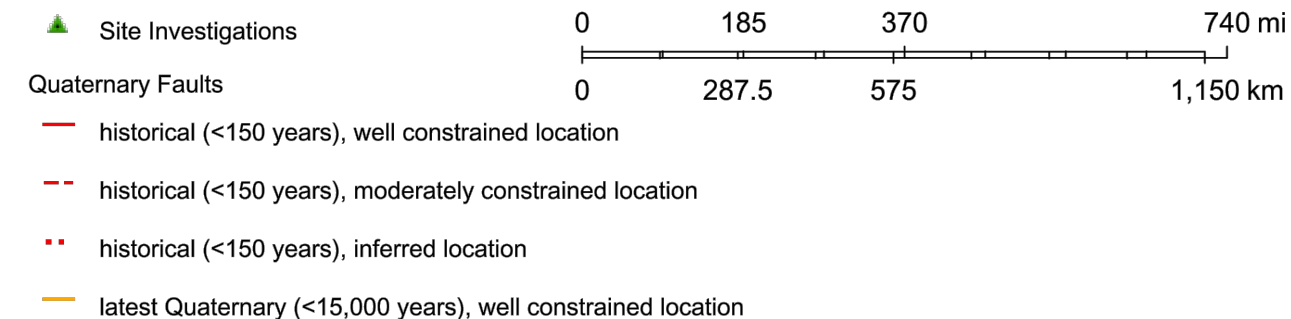 Site Investigations
0 185 370 740 mi
0 287.5 575 1,150 km
Quaternary Faults
historical (<150 years), well constrained location
historical (<150 years), moderately constrained location
historical (<150 years), inferred location
latest Quaternary (<15,000 years), well constrained location